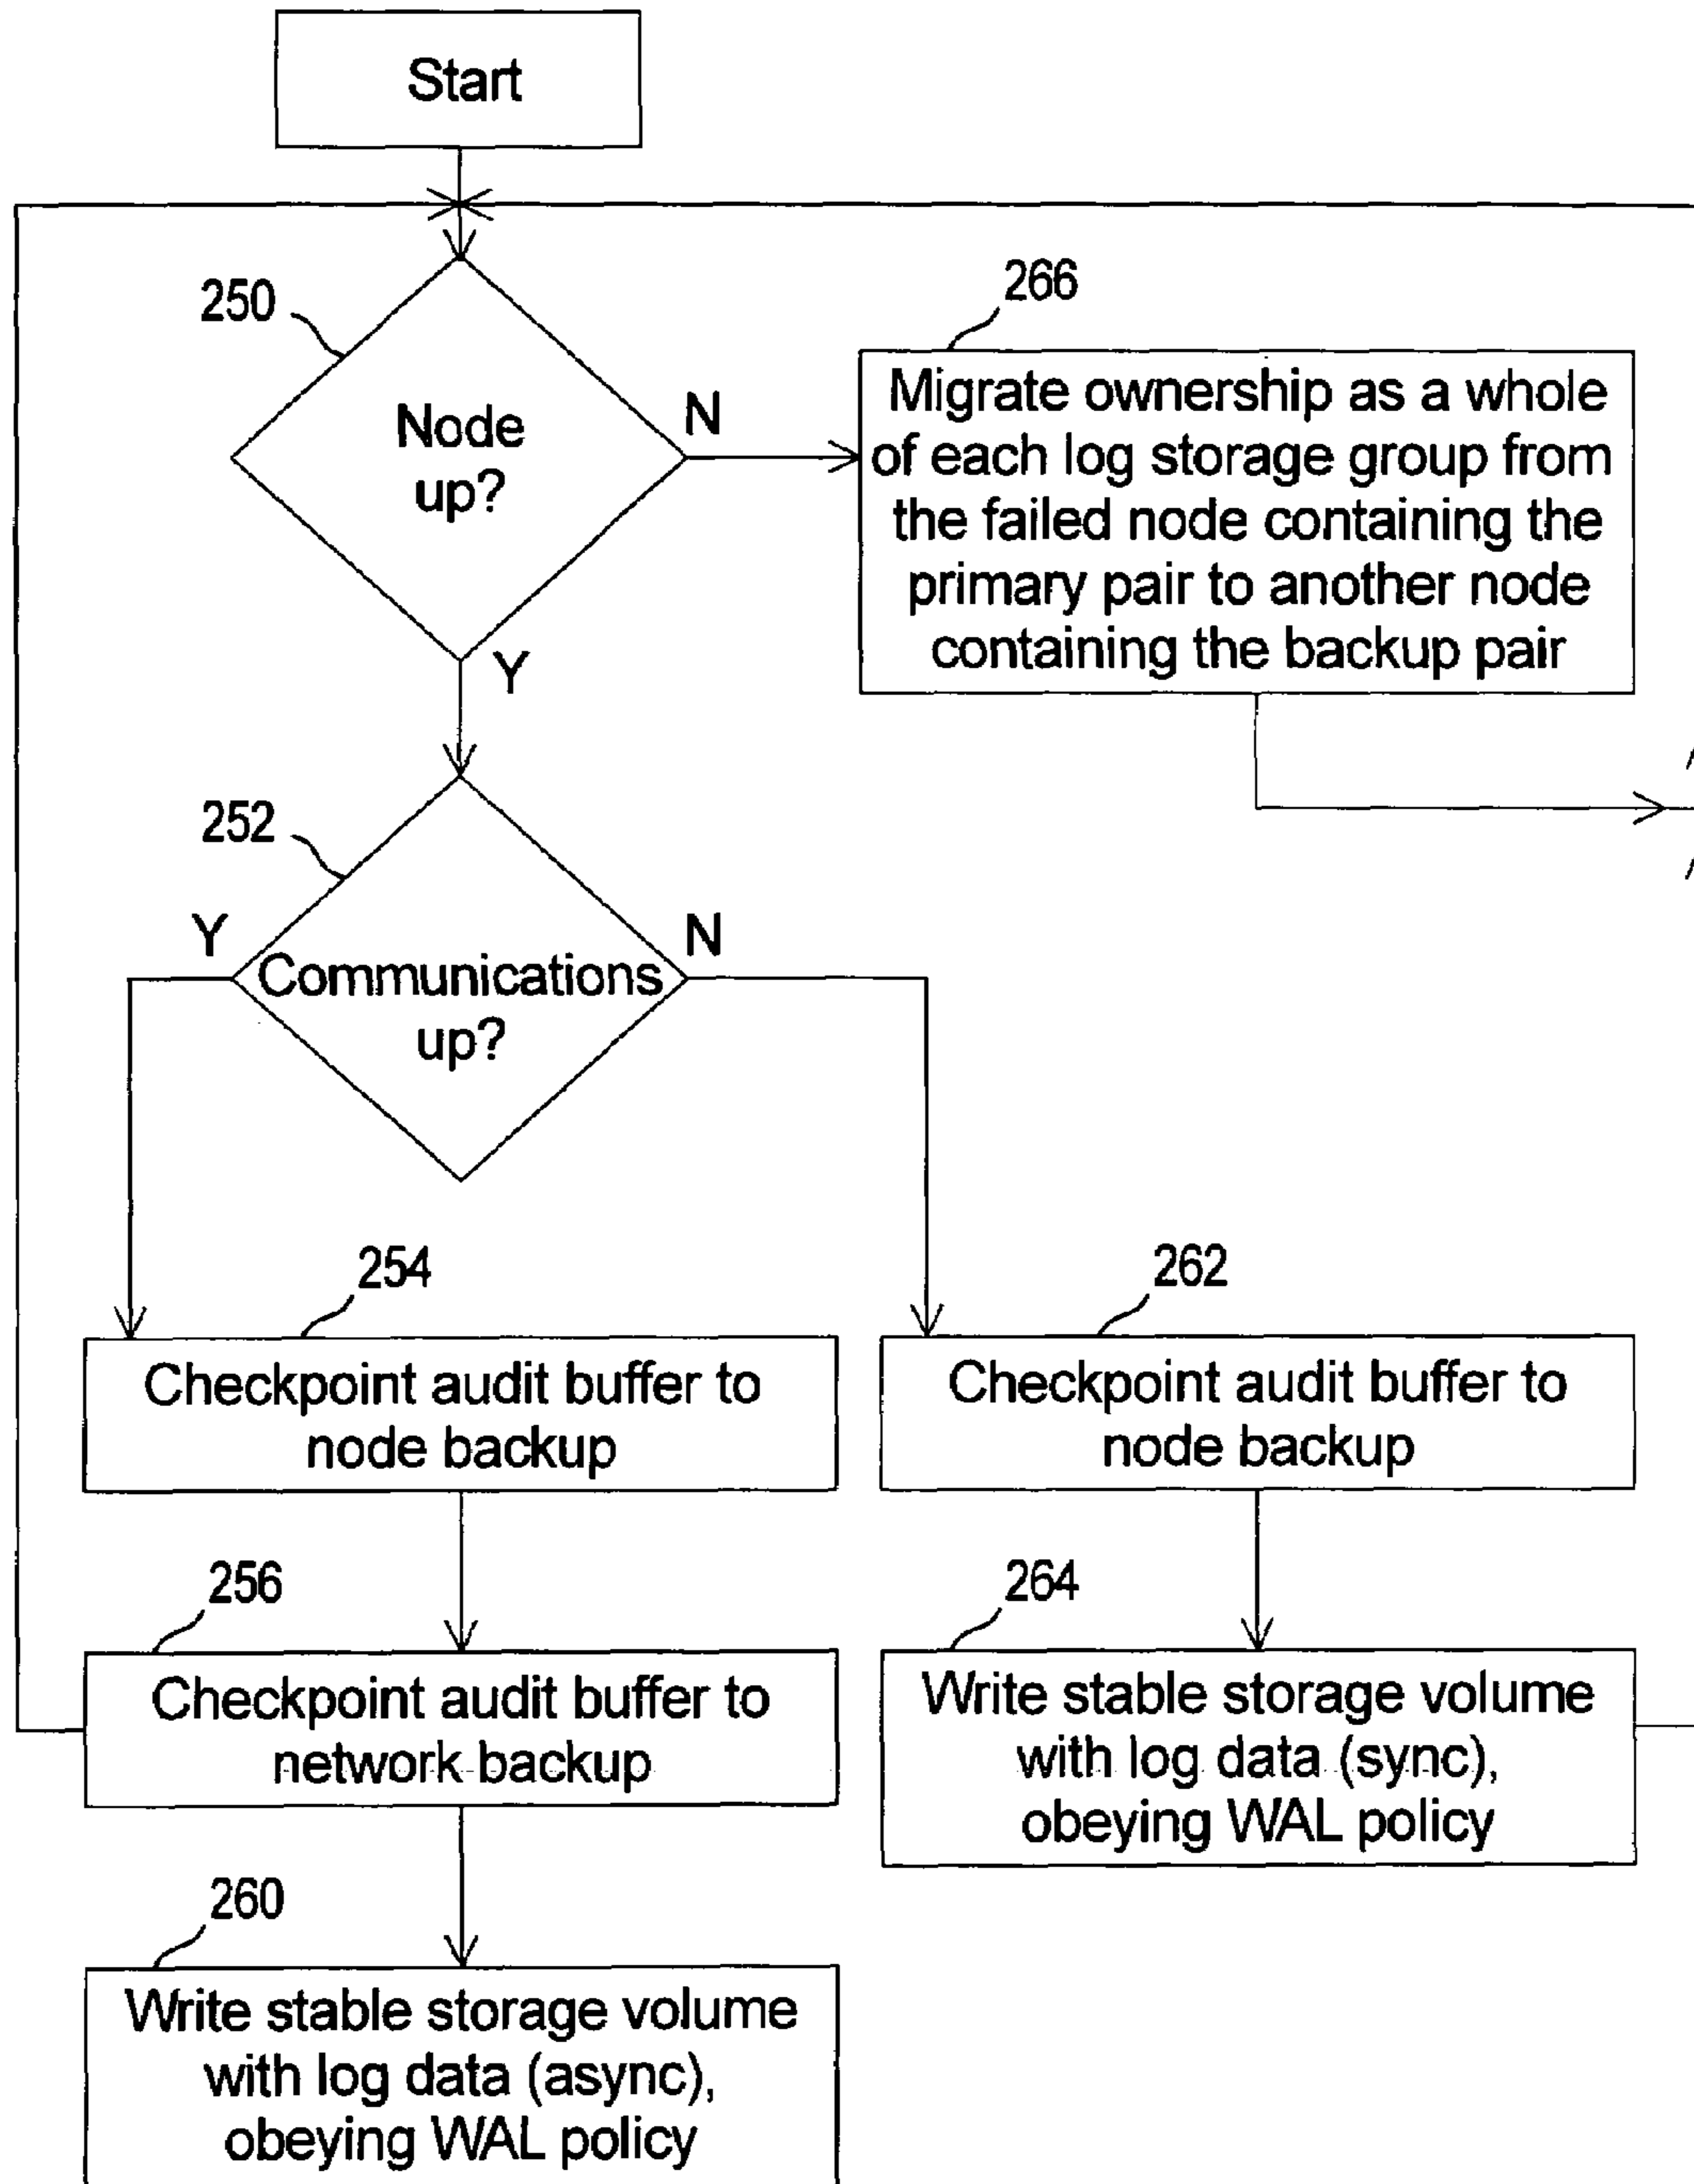 Start
250
Node
up?
N
Y
266
Migrate ownership as a whole
of each log storage group from
the failed node containing the
primary pair to another node
containing the backup pair
252
Y
N
Communications
up?
254
Checkpoint audit buffer to
node backup
262
Checkpoint audit buffer to
node backup
256
Checkpoint audit buffer to
network backup
264
Write stable storage volume
with log data (sync),
obeying WAL policy
260
Write stable storage volume
with log data (async),
obeying WAL policy